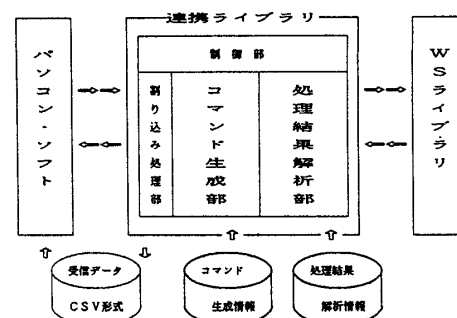 連携ライブラリ
パソコン・ソフト
制御部
割り込み処理部
コマンド生成部
処理結果解析部
WSライブラリ
受信データ
CSV形式
コマンド
生成情報
処理結果
解析情報